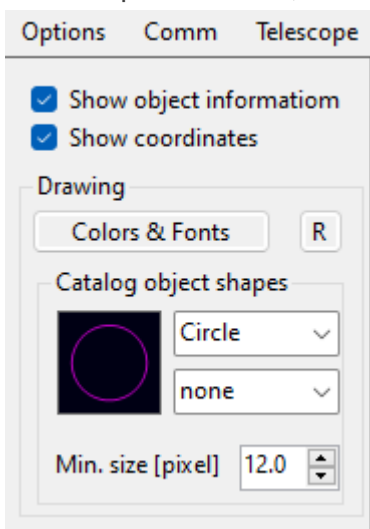 Options Comm Telescope
Show object informatiom
Show coordinates
Drawing
Colors & Fonts R
Catalog object shapes
Circle
none
Min. size [pixel] 12.0